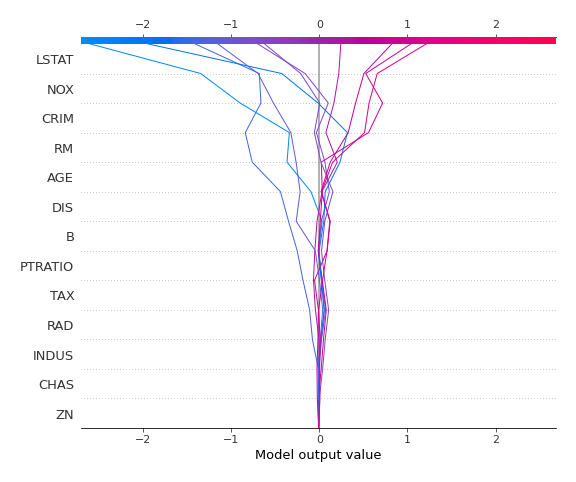 −2 −1 0 1 2
LSTAT
NOX
CRIM
RM
AGE
DIS
B
PTRATIO
TAX
RAD
INDUS
CHAS
ZN
−2 −1 0 1 2
Model output value